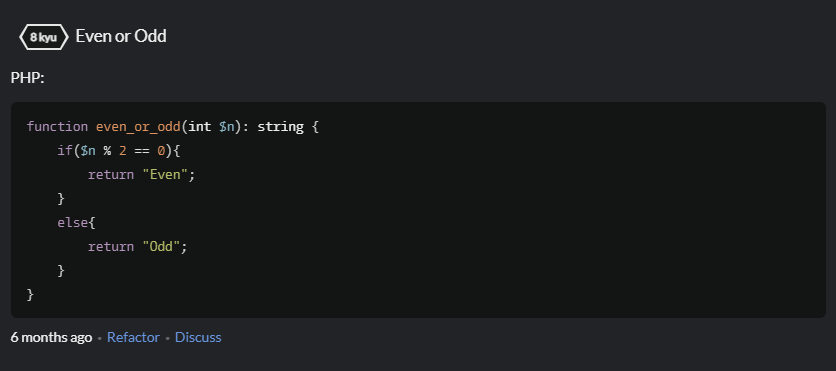 8 kyu Even or Odd
PHP:
function even_or_odd(int $n): string {
    if($n % 2 == 0){
        return "Even";
    }
    else{
        return "Odd";
    }
}
6 months ago • Refactor • Discuss